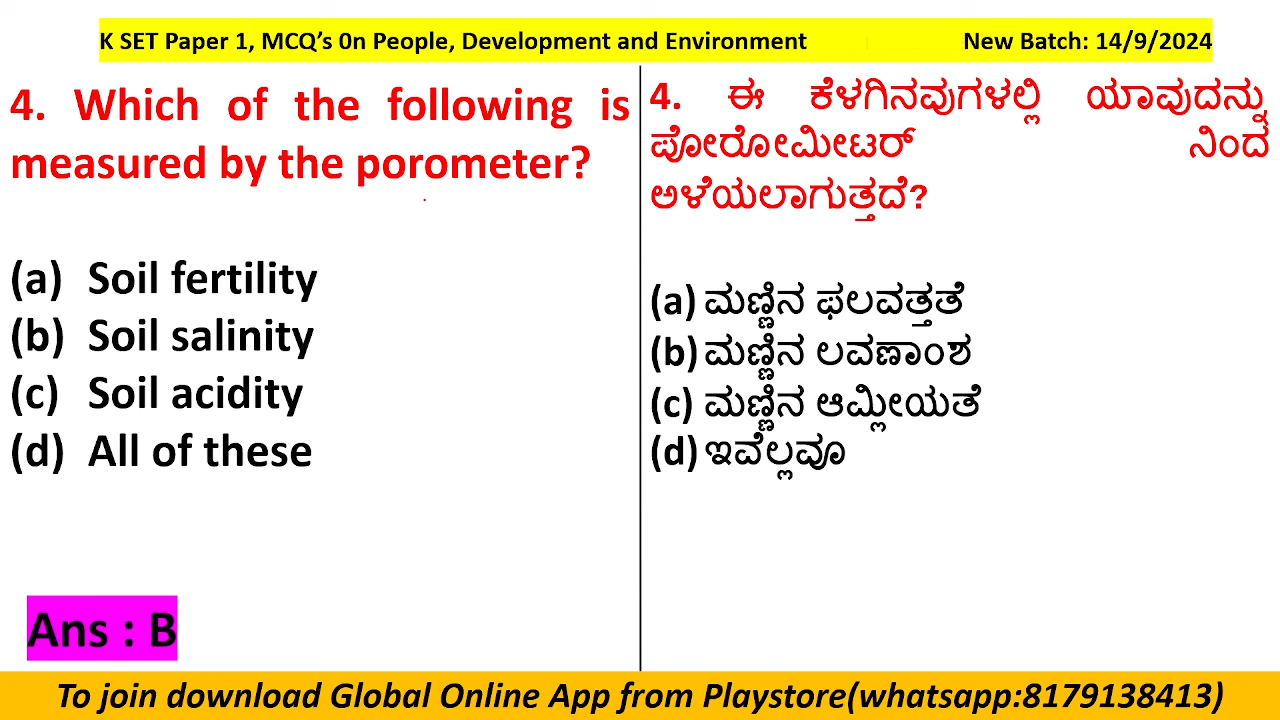 K SET Paper 1, MCQ’s 0n People, Development and Environment New Batch: 14/9/2024
4. Which of the following is
measured by the porometer?
(a) Soil fertility
(b) Soil salinity
(c) Soil acidity
(d) All of these
Ans : B
4. ಈ ಕೆಳಗಿನವುಗಳಲ್ಲಿ ಯಾವುದನ್ನು
ಪೋರೋಮೀಟರ್ ನಿಂದ
ಅಳೆಯಲಾಗುತ್ತದೆ?
(a) ಮಣ್ಣಿನ ಫಲವತ್ತತೆ
(b) ಮಣ್ಣಿನ ಲವಣಾಂಶ
(c) ಮಣ್ಣಿನ ಆಮ್ಲೀಯತೆ
(d) ಇವೆಲ್ಲವೂ
To join download Global Online App from Playstore(whatsapp:8179138413)